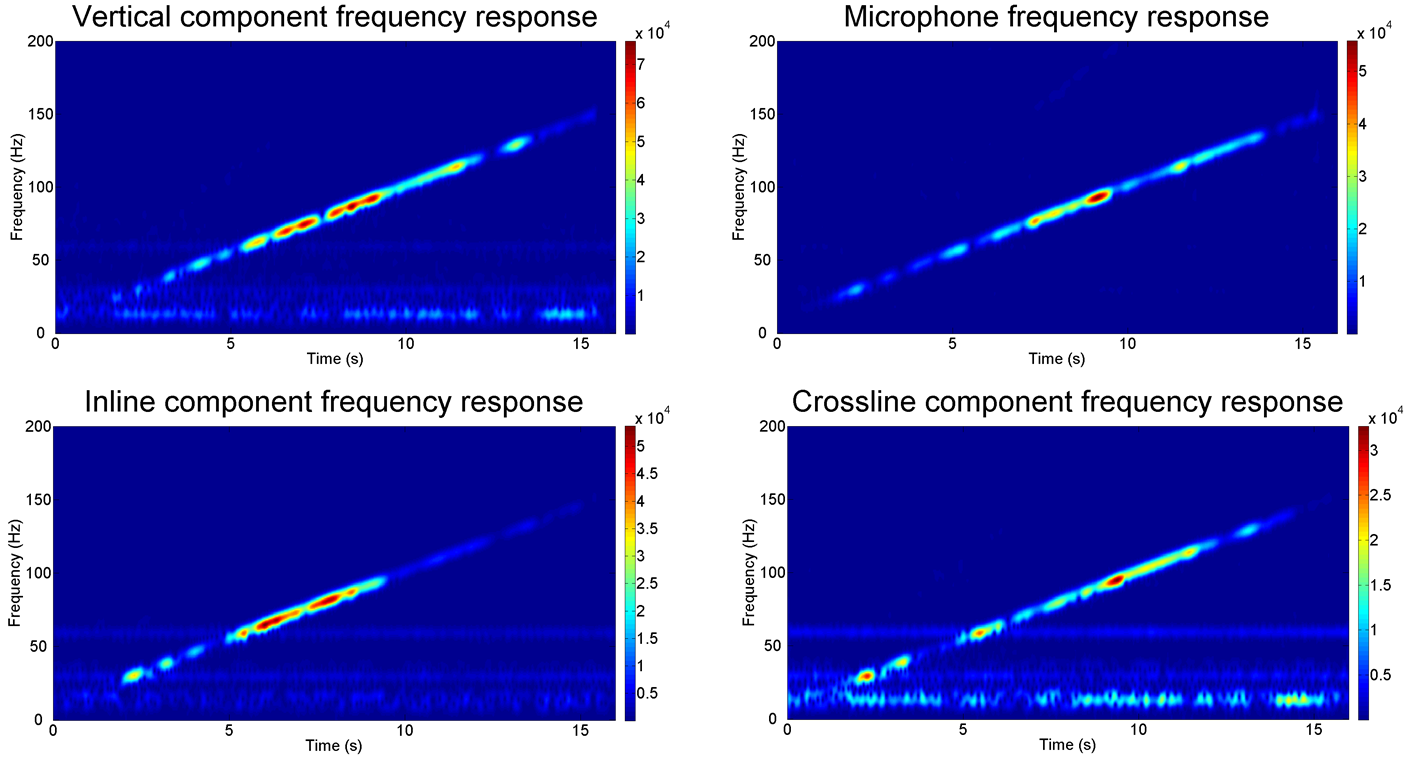 Vertical component frequency response
x 10^4
200
150
100
50
0
Frequency (Hz)
0 5 10 15
Time (s)
7
6
5
4
3
2
1
Microphone frequency response
x 10^4
200
150
100
50
0
Frequency (Hz)
0 5 10 15
Time (s)
5
4
3
2
1
Inline component frequency response
x 10^4
200
150
100
50
0
Frequency (Hz)
0 5 10 15
Time (s)
5
4.5
4
3.5
3
2.5
2
1.5
1
0.5
Crossline component frequency response
x 10^4
200
150
100
50
0
Frequency (Hz)
0 5 10 15
Time (s)
3
2.5
2
1.5
1
0.5